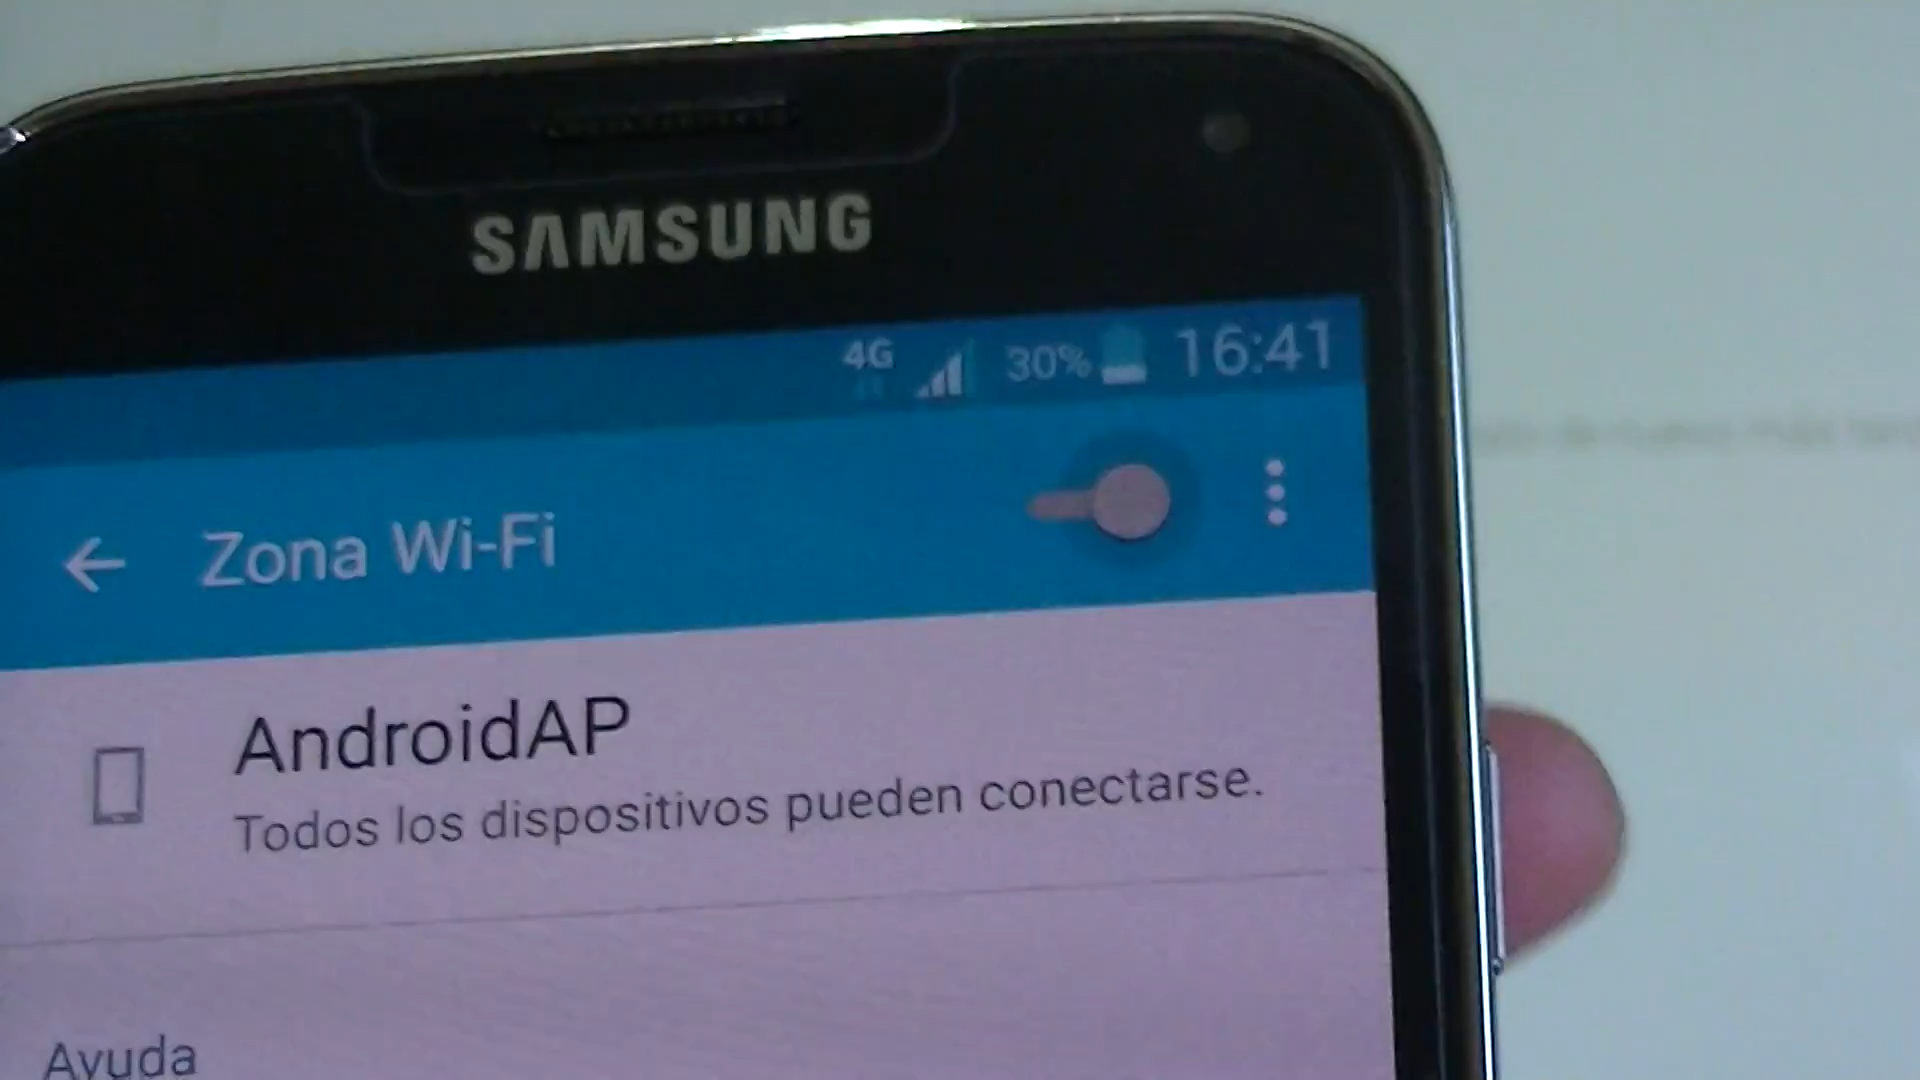 SAMSUNG
4G 30% 16:41
Zona Wi-Fi
AndroidAP
Todos los dispositivos pueden conectarse.
Ayuda